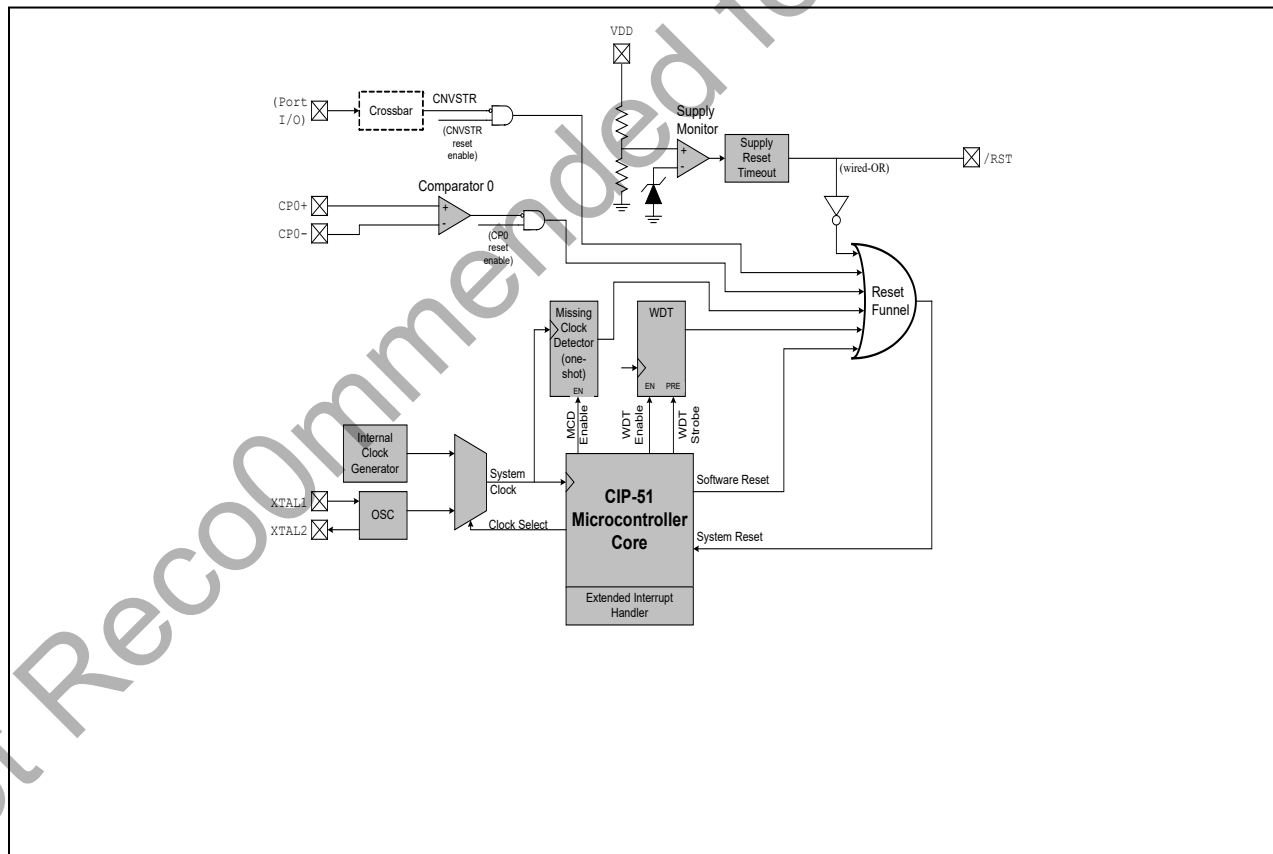 VDD
(Port
I/O)
Crossbar
CNVSTR
(CNVSTR
reset
enable)
Supply
Monitor
+
-
Supply
Reset
Timeout
(wired-OR)
/RST
Comparator 0
CP0+
CP0-
+
-
(CP0
reset
enable)
Reset
Funnel
Missing
Clock
Detector
(one-
shot)
EN
WDT
EN
PRE
MCD
Enable
WDT
Enable
WDT
Strobe
Internal
Clock
Generator
System
Clock
XTAL1
XTAL2
OSC
Clock Select
CIP-51
Microcontroller
Core
Software Reset
System Reset
Extended Interrupt
Handler
t Reco0mmended fo